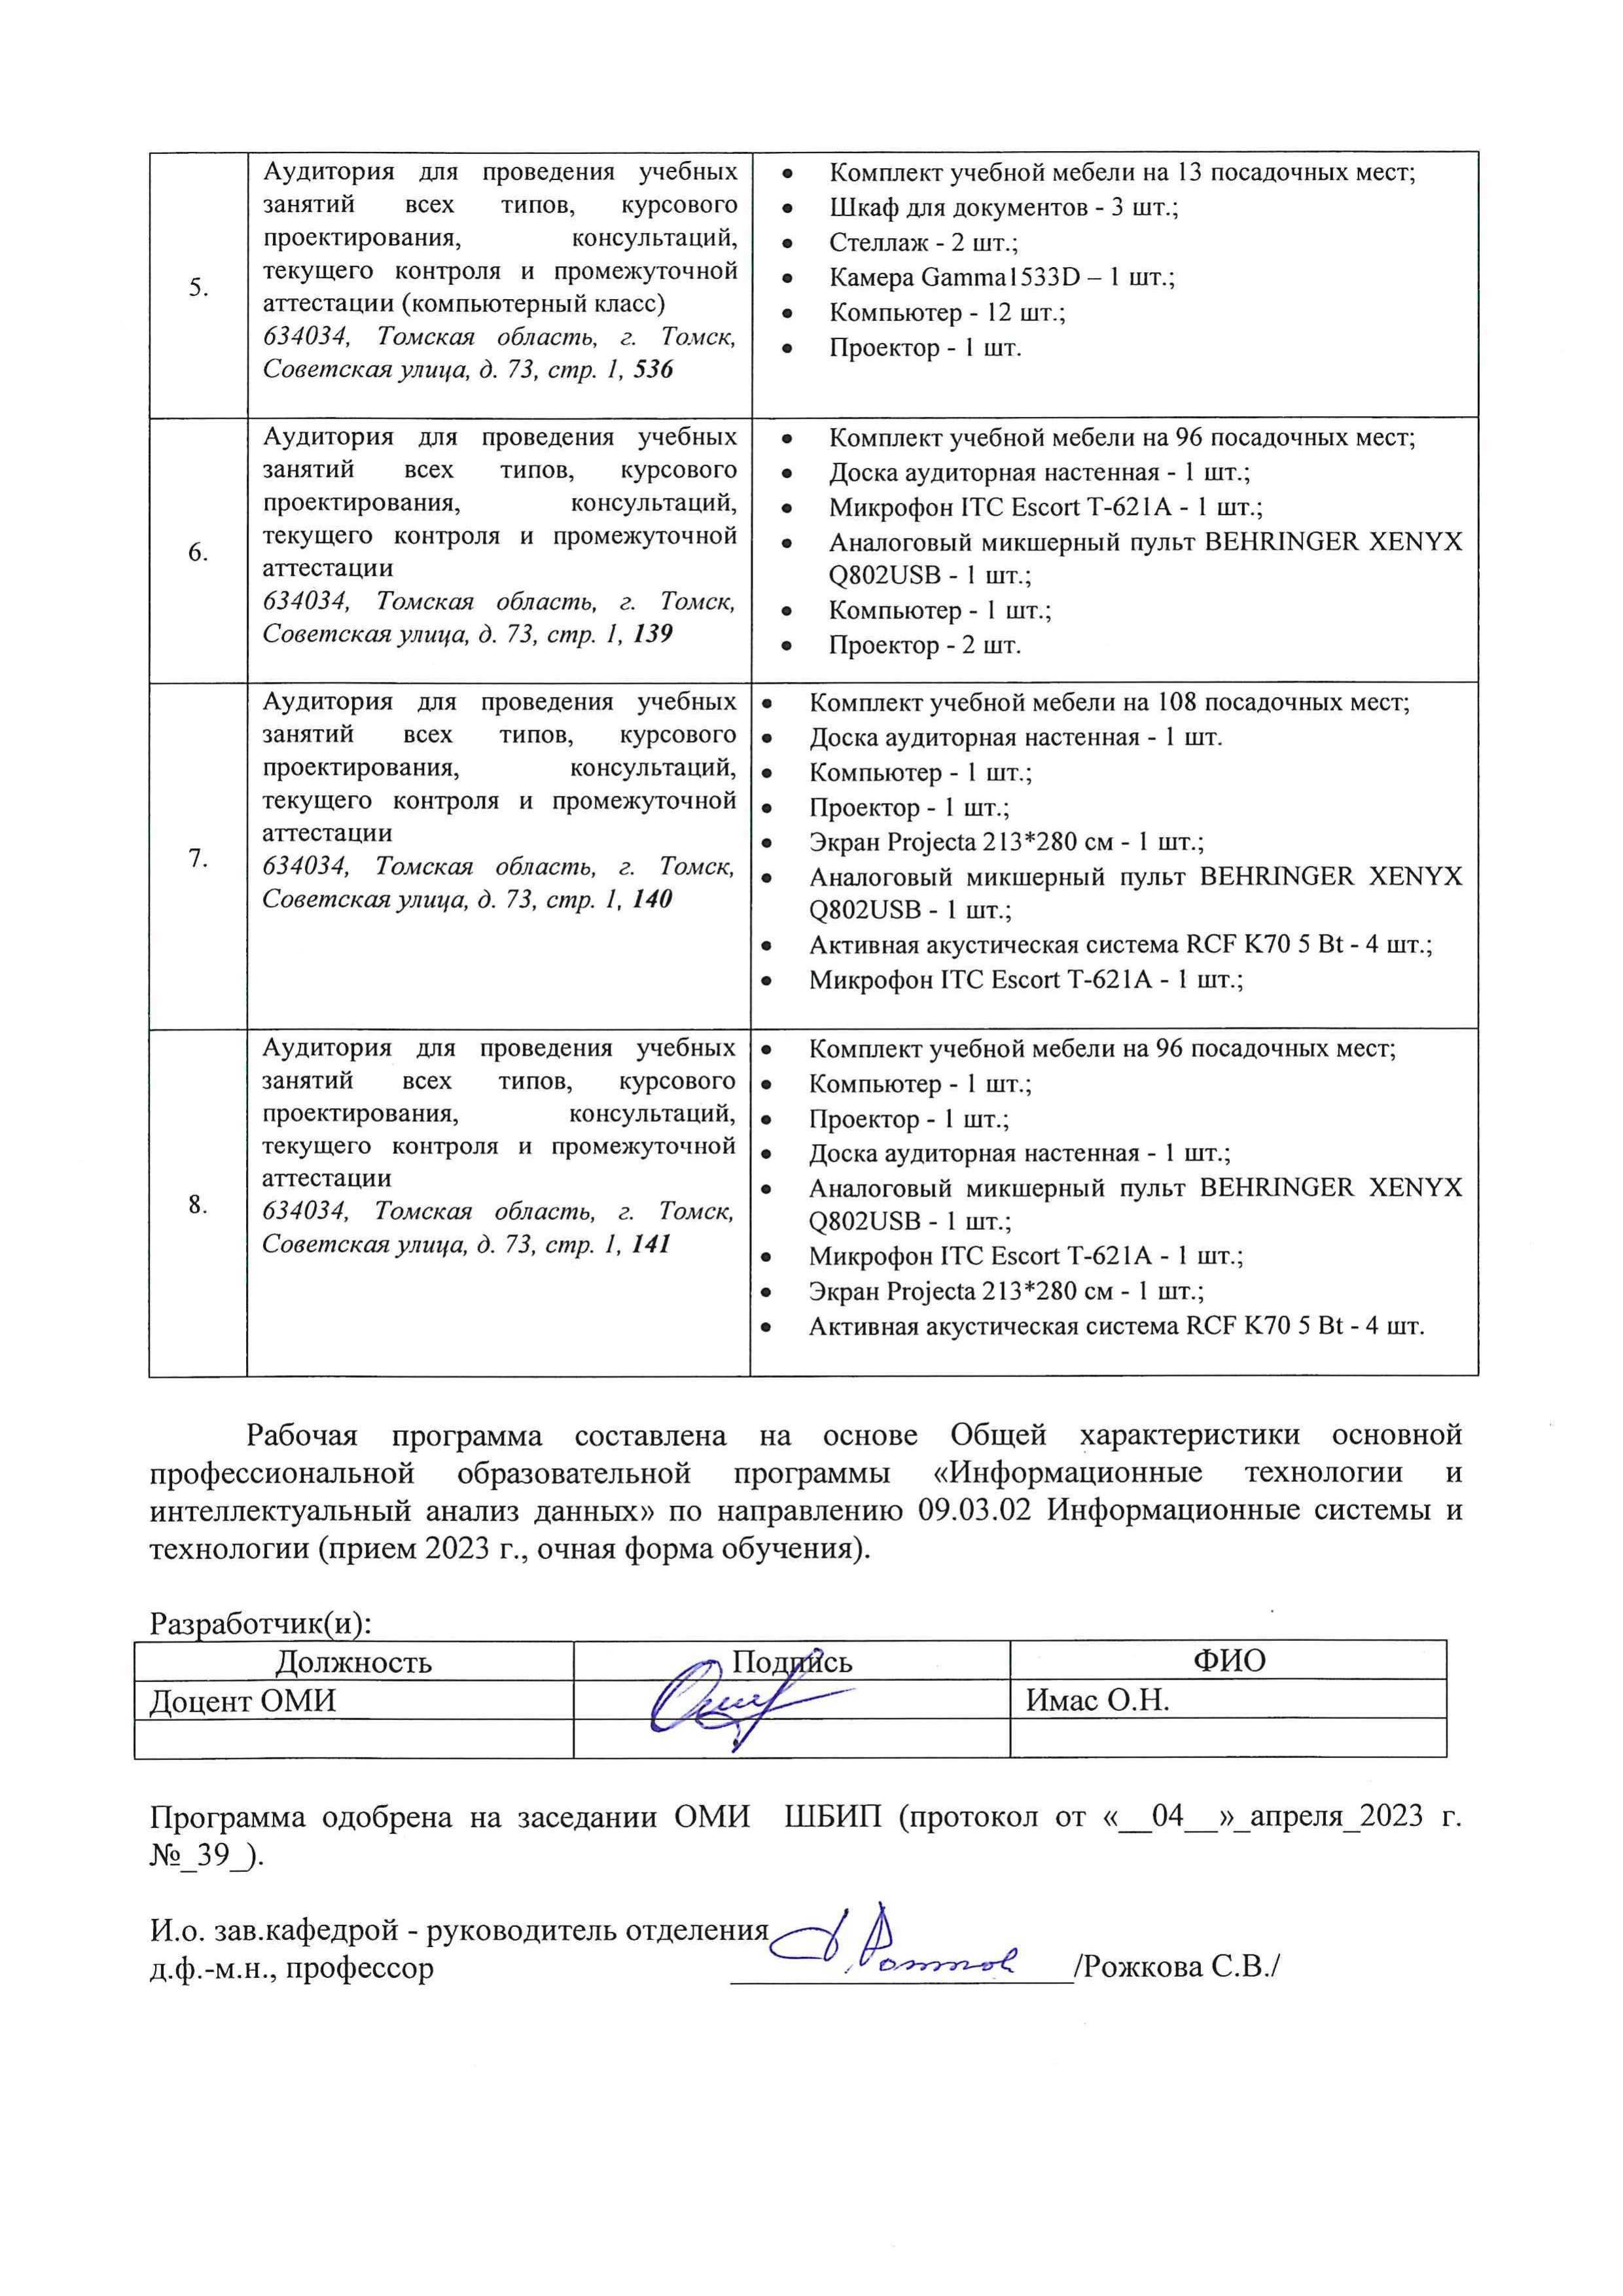 5.
Аудитория для проведения учебных
занятий всех типов, курсового
проектирования, консультаций,
текущего контроля и промежуточной
аттестации (компьютерный класс)
634034, Томская область, г. Томск,
Советская улица, д. 73, стр. 1, 536
• Комплект учебной мебели на 13 посадочных мест;
• Шкаф для документов - 3 шт.;
• Стеллаж - 2 шт.;
• Камера Gamma1533D – 1 шт.;
• Компьютер - 12 шт.;
• Проектор - 1 шт.
6.
Аудитория для проведения учебных
занятий всех типов, курсового
проектирования, консультаций,
текущего контроля и промежуточной
аттестации
634034, Томская область, г. Томск,
Советская улица, д. 73, стр. 1, 139
• Комплект учебной мебели на 96 посадочных мест;
• Доска аудиторная настенная - 1 шт.;
• Микрофон ITC Escort T-621A - 1 шт.;
• Аналоговый микшерный пульт BEHRINGER XENYX
Q802USB - 1 шт.;
• Компьютер - 1 шт.;
• Проектор - 2 шт.
7.
Аудитория для проведения учебных
занятий всех типов, курсового
проектирования, консультаций,
текущего контроля и промежуточной
аттестации
634034, Томская область, г. Томск,
Советская улица, д. 73, стр. 1, 140
• Комплект учебной мебели на 108 посадочных мест;
• Доска аудиторная настенная - 1 шт.
• Компьютер - 1 шт.;
• Проектор - 1 шт.;
• Экран Projecta 213*280 см - 1 шт.;
• Аналоговый микшерный пульт BEHRINGER XENYX
Q802USB - 1 шт.;
• Активная акустическая система RCF K70 5 Bt - 4 шт.;
• Микрофон ITC Escort T-621A - 1 шт.;
8.
Аудитория для проведения учебных
занятий всех типов, курсового
проектирования, консультаций,
текущего контроля и промежуточной
аттестации
634034, Томская область, г. Томск,
Советская улица, д. 73, стр. 1, 141
• Комплект учебной мебели на 96 посадочных мест;
• Компьютер - 1 шт.;
• Проектор - 1 шт.;
• Доска аудиторная настенная - 1 шт.;
• Аналоговый микшерный пульт BEHRINGER XENYX
Q802USB - 1 шт.;
• Микрофон ITC Escort T-621A - 1 шт.;
• Экран Projecta 213*280 см - 1 шт.;
• Активная акустическая система RCF K70 5 Bt - 4 шт.
Рабочая программа составлена на основе Общей характеристики основной
профессиональной образовательной программы «Информационные технологии и
интеллектуальный анализ данных» по направлению 09.03.02 Информационные системы и
технологии (прием 2023 г., очная форма обучения).
Разработчик(и):
Должность Подпись ФИО
Доцент ОМИ Имас О.Н.
Программа одобрена на заседании ОМИ ШБИП (протокол от «__04__»_апреля_2023 г.
№_39_).
И.о. зав.кафедрой - руководитель отделения
д.ф.-м.н., профессор /Рожкова С.В./